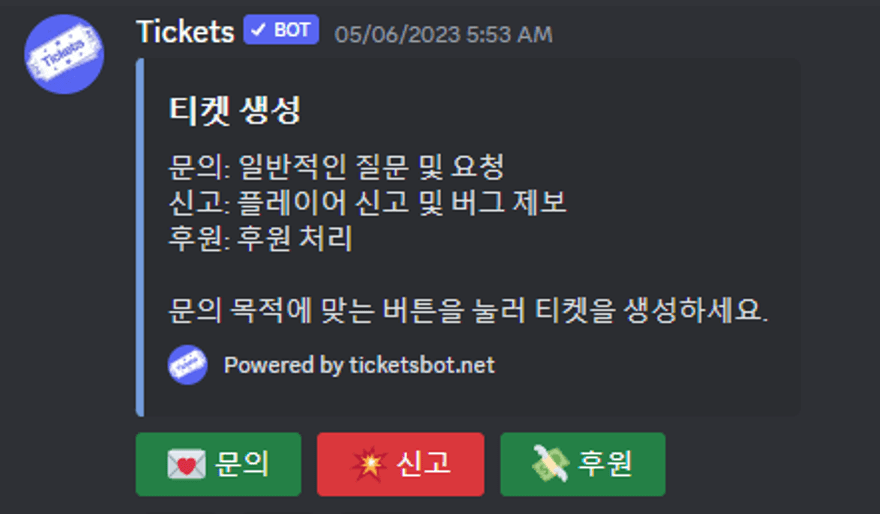 Tickets ✓ BOT 05/06/2023 5:53 AM
티켓 생성
문의: 일반적인 질문 및 요청
신고: 플레이어 신고 및 버그 제보
후원: 후원 처리
문의 목적에 맞는 버튼을 눌러 티켓을 생성하세요.
Powered by ticketsbot.net
💌 문의 💥 신고 💸 후원